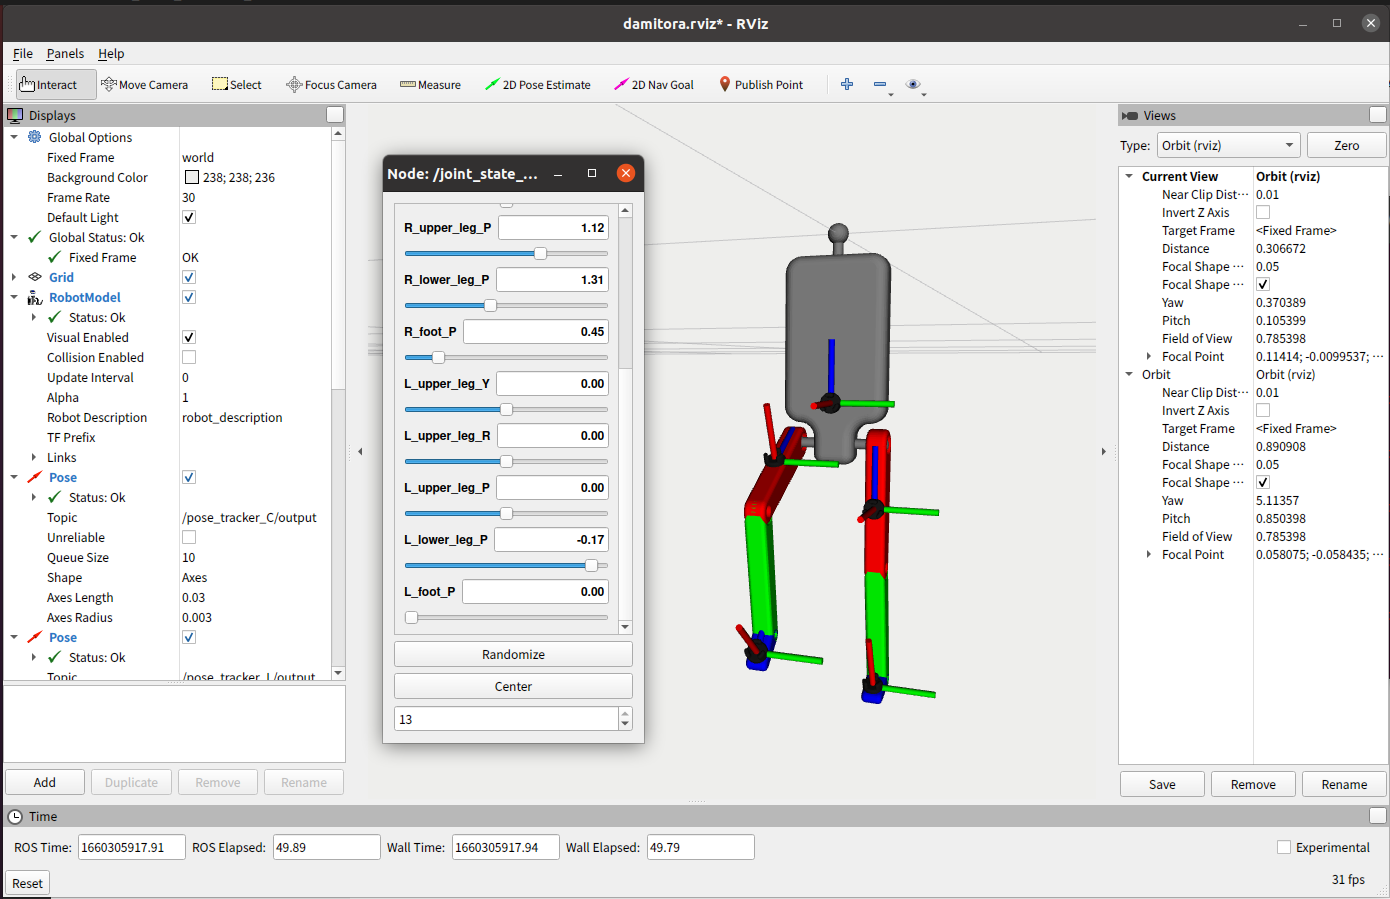 damitora.rviz* - RViz
File Panels Help
Interact Move Camera Select Focus Camera Measure 2D Pose Estimate 2D Nav Goal Publish Point
Displays
Global Options
Fixed Frame world
Background Color 238; 238; 236
Frame Rate 30
Default Light
Global Status: Ok
Fixed Frame OK
Grid
RobotModel
Status: Ok
Visual Enabled
Collision Enabled
Update Interval 0
Alpha 1
Robot Description robot_description
TF Prefix
Links
Pose
Status: Ok
Topic /pose_tracker_C/output
Unreliable
Queue Size 10
Shape Axes
Axes Length 0.03
Axes Radius 0.003
Pose
Status: Ok
Topic /pose_tracker_L/output
Add Duplicate Remove Rename
Node: /joint_state_...
R_upper_leg_P 1.12
R_lower_leg_P 1.31
R_foot_P 0.45
L_upper_leg_Y 0.00
L_upper_leg_R 0.00
L_upper_leg_P 0.00
L_lower_leg_P -0.17
L_foot_P 0.00
Randomize
Center
13
Views
Type: Orbit (rviz) Zero
Current View Orbit (rviz)
Near Clip Dist… 0.01
Invert Z Axis
Target Frame <Fixed Frame>
Distance 0.306672
Focal Shape … 0.05
Focal Shape …
Yaw 0.370389
Pitch 0.105399
Field of View 0.785398
Focal Point 0.11414; -0.0099537; …
Orbit Orbit (rviz)
Near Clip Dist… 0.01
Invert Z Axis
Target Frame <Fixed Frame>
Distance 0.890908
Focal Shape … 0.05
Focal Shape …
Yaw 5.11357
Pitch 0.850398
Field of View 0.785398
Focal Point 0.058075; -0.058435; …
Save Remove Rename
Time
ROS Time: 1660305917.91 ROS Elapsed: 49.89 Wall Time: 1660305917.94 Wall Elapsed: 49.79 Experimental
Reset 31 fps